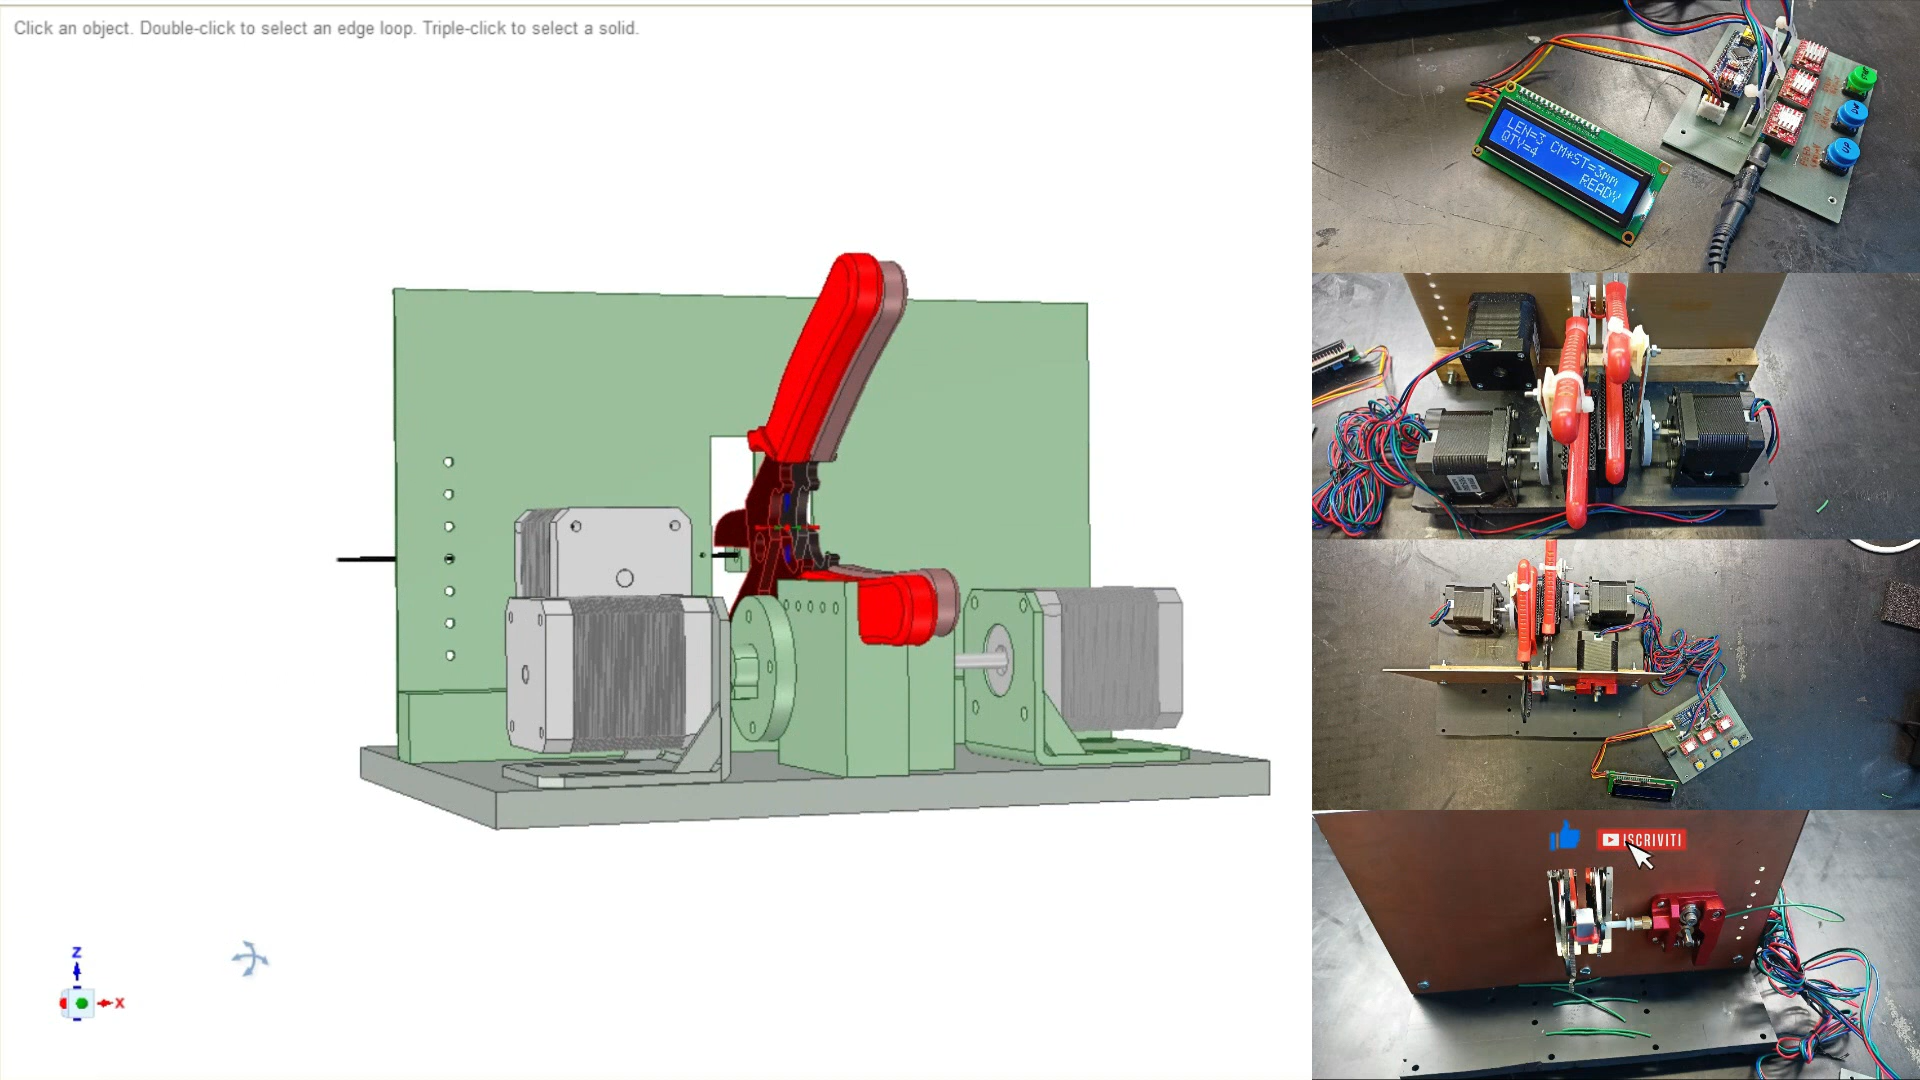 Click an object. Double-click to select an edge loop. Triple-click to select a solid.
LEN=3 CM*ST=3mm
QTY=4 READY
UP
ISCRIVITI
Z
X